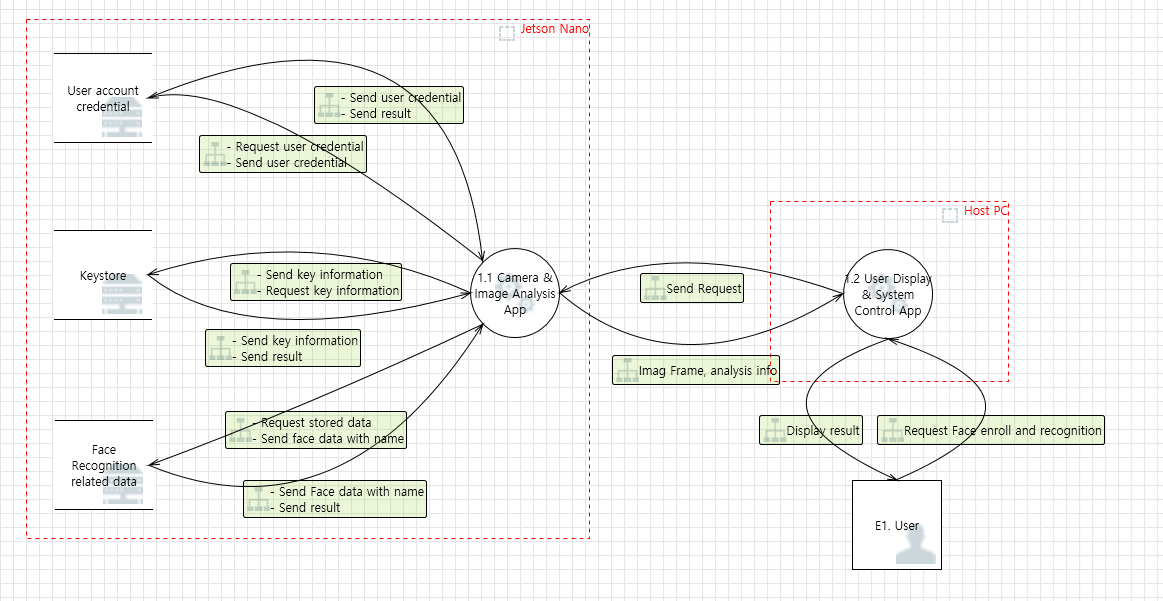 Jetson Nano
User account
credential
- Send user credential
- Send result
- Request user credential
- Send user credential
Host PC
Keystore
- Send key information
- Request key information
1.1 Camera &
Image Analysis
App
Send Request
1.2 User Display
& System
Control App
- Send key information
- Send result
Imag Frame, analysis info
Face
Recognition
related data
- Request stored data
- Send face data with name
Display result
Request Face enroll and recognition
- Send Face data with name
- Send result
E1. User